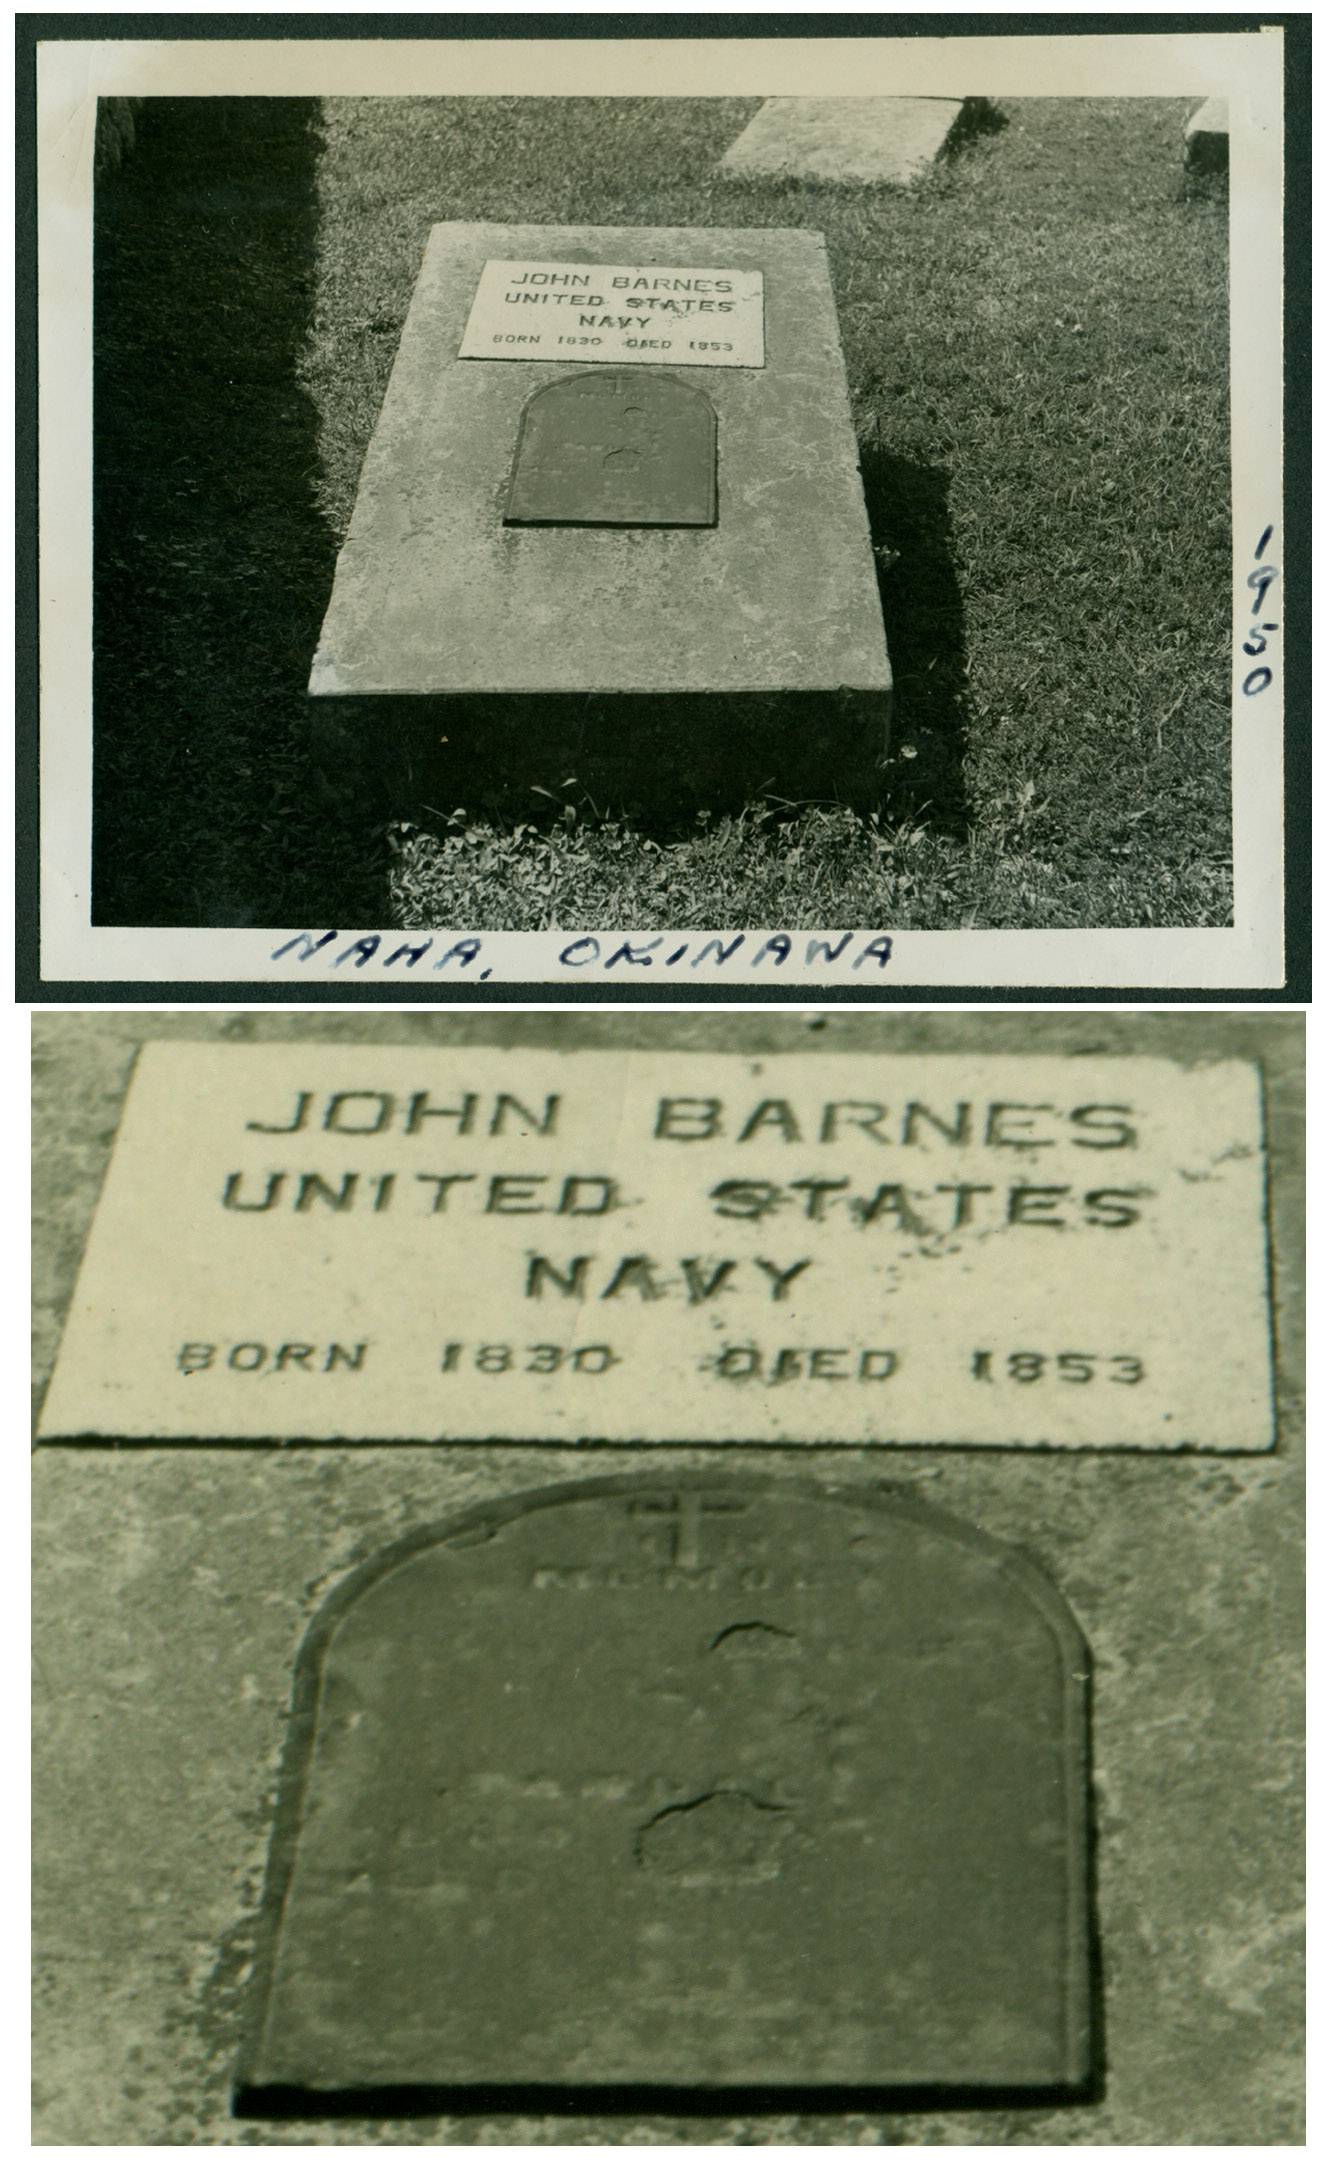 JOHN BARNES
UNITED STATES
NAVY
BORN 1830 DIED 1853
1950
NAHA, OKINAWA
JOHN BARNES
UNITED STATES
NAVY
BORN 1830 DIED 1853